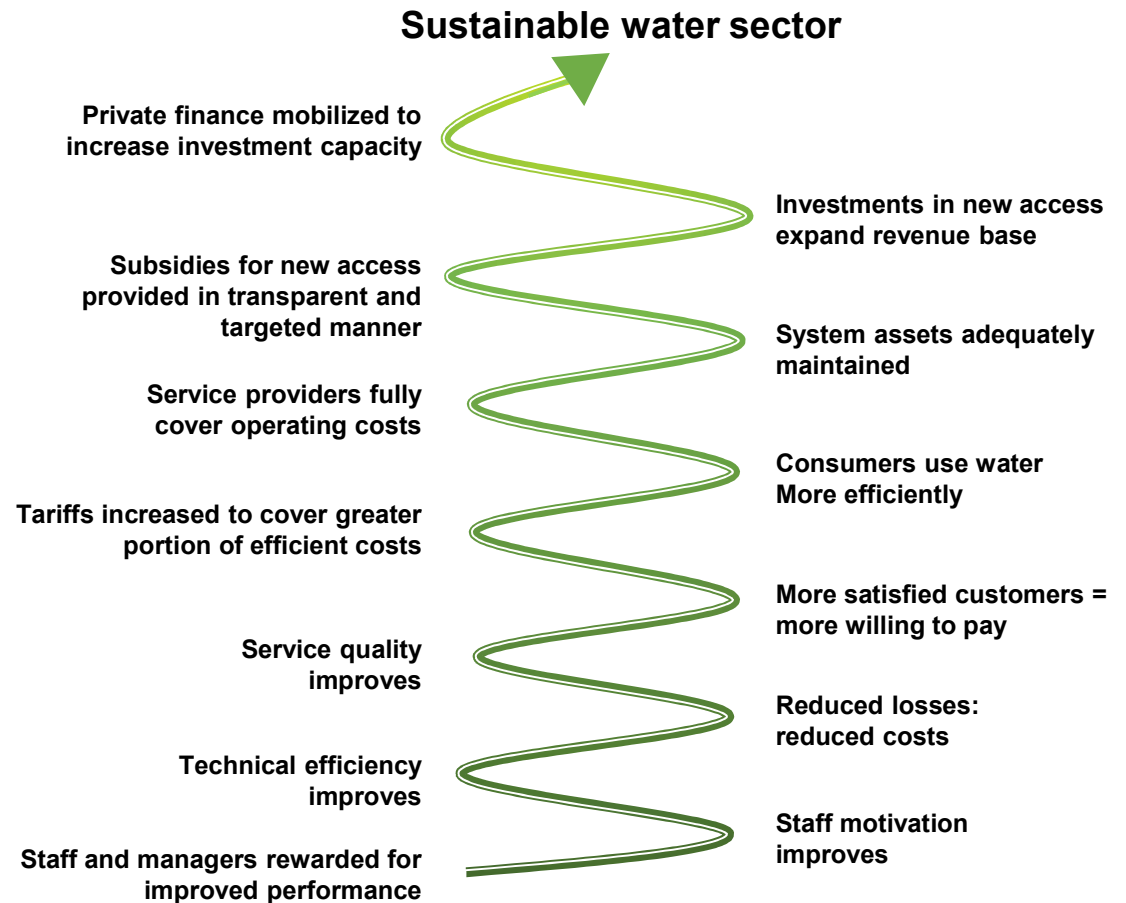 Sustainable water sector
Private finance mobilized to
increase investment capacity
Investments in new access
expand revenue base
Subsidies for new access
provided in transparent and
targeted manner
System assets adequately
maintained
Service providers fully
cover operating costs
Consumers use water
More efficiently
Tariffs increased to cover greater
portion of efficient costs
More satisfied customers =
more willing to pay
Service quality
improves
Reduced losses:
reduced costs
Technical efficiency
improves
Staff motivation
improves
Staff and managers rewarded for
improved performance